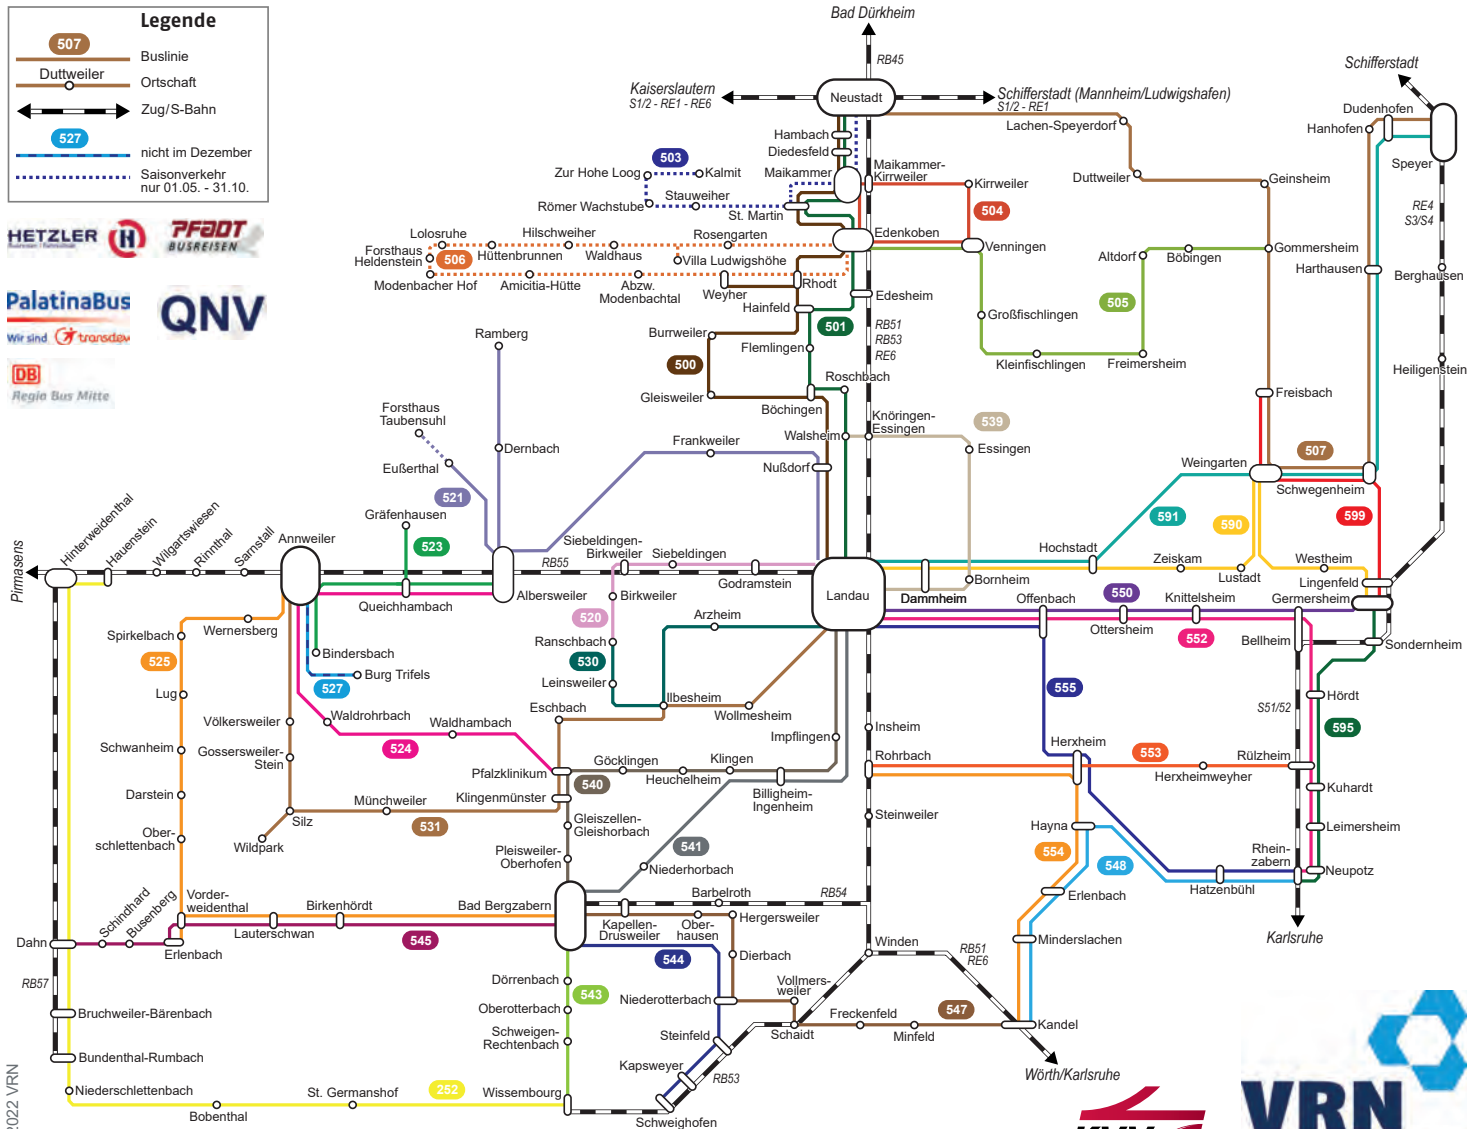 Legende
507
Buslinie
Duttweiler
Ortschaft
Zug/S-Bahn
527
nicht im Dezember
Saisonverkehr
nur 01.05. - 31.10.
HETZLER
PFADT
BUSREISEN
PalatinaBus
Wir sind transdev
QNV
DB
Regio Bus Mitte
Bad Dürkheim
RB45
Kaiserslautern
S1/2 - RE1 - RE6
Neustadt
Schifferstadt (Mannheim/Ludwigshafen)
S1/2 - RE1
Schifferstadt
Dudenhofen
Hanhofen
Speyer
RE4
S3/S4
Lachen-Speyerdorf
Hambach
Diedesfeld
Maikammer
Maikammer-
Kirrweiler
503
Zur Hohe Loog
Kalmit
Stauweiher
Römer Wachstube
St. Martin
Kirrweiler
504
Duttweiler
Geinsheim
Lolosruhe
Hilschweiher
Rosengarten
Edenkoben
Venningen
Forsthaus
Heldenstein
506
Hüttenbrunnen
Waldhaus
Villa Ludwigshöhe
Altdorf
Böbingen
Gommersheim
Harthausen
Berghausen
Modenbacher Hof
Amicitia-Hütte
Abzw.
Modenbachtal
Weyher
Rhodt
Edesheim
Hainfeld
501
Großfischlingen
505
RB51
RB53
RE6
Ramberg
Burrweiler
Flemlingen
500
Kleinfischlingen
Freimersheim
Heiligenstein
Roschbach
Gleisweiler
Böchingen
Freisbach
Forsthaus
Taubensuhl
Knöringen-
Essingen
539
Walsheim
Essingen
Dernbach
Frankweiler
Eußerthal
Nußdorf
507
Weingarten
Schwegenheim
521
Gräfenhausen
523
591
590
599
Hinterweidenthal
Hauenstein
Wilgartswiesen
Rinnthal
Sarnstall
Annweiler
Pirmasens
RB55
Siebeldingen-
Birkweiler
Siebeldingen
Godramstein
Hochstadt
Zeiskam
Lustadt
Westheim
Lingenfeld
Queichhambach
Albersweiler
Birkweiler
Landau
Bornheim
Dammheim
Offenbach
550
Knittelsheim
Germersheim
Wernersberg
Spirkelbach
520
Arzheim
Ottersheim
552
Bellheim
Sondernheim
Bindersbach
Ranschbach
525
530
Burg Trifels
527
Leinsweiler
555
Lug
Ilbesheim
Wollmesheim
Eschbach
Hördt
S51/52
595
Völkersweiler
Waldrohrbach
Waldhambach
Insheim
Impflingen
Schwanheim
524
Gossersweiler-
Stein
Herxheim
553
Rülzheim
Rohrbach
Göcklingen
Klingen
Pfalzklinikum
Heuchelheim
Herxheimweyher
540
Billigheim-
Ingenheim
Kuhardt
Darstein
Münchweiler
Klingenmünster
Silz
531
Gleiszellen-
Gleishorbach
Steinweiler
Hayna
Leimersheim
Ober-
schlettenbach
Wildpark
541
554
548
Pleisweiler-
Oberhofen
Niederhorbach
Rhein-
zabern
Neupotz
Hatzenbühl
Erlenbach
Barbelroth
RB54
Schindhard
Busenberg
Vorder-
weidenthal
Birkenhördt
Bad Bergzabern
Hergersweiler
Kapellen-
Drusweiler
Ober-
hausen
Lauterschwan
545
Dahn
Erlenbach
Karlsruhe
Minderslachen
Winden
RB51
RE6
544
Dierbach
RB57
Dörrenbach
543
Vollmers-
weiler
Niederotterbach
547
Oberotterbach
Bruchweiler-Bärenbach
Freckenfeld
Kandel
Schaidt
Minfeld
Steinfeld
Schweigen-
Rechtenbach
Bundenthal-Rumbach
Kapsweyer
RB53
Wörth/Karlsruhe
Niederschlettenbach
St. Germanshof
252
Wissembourg
Bobenthal
Schweighofen
2022 VRN
KVV
VRN